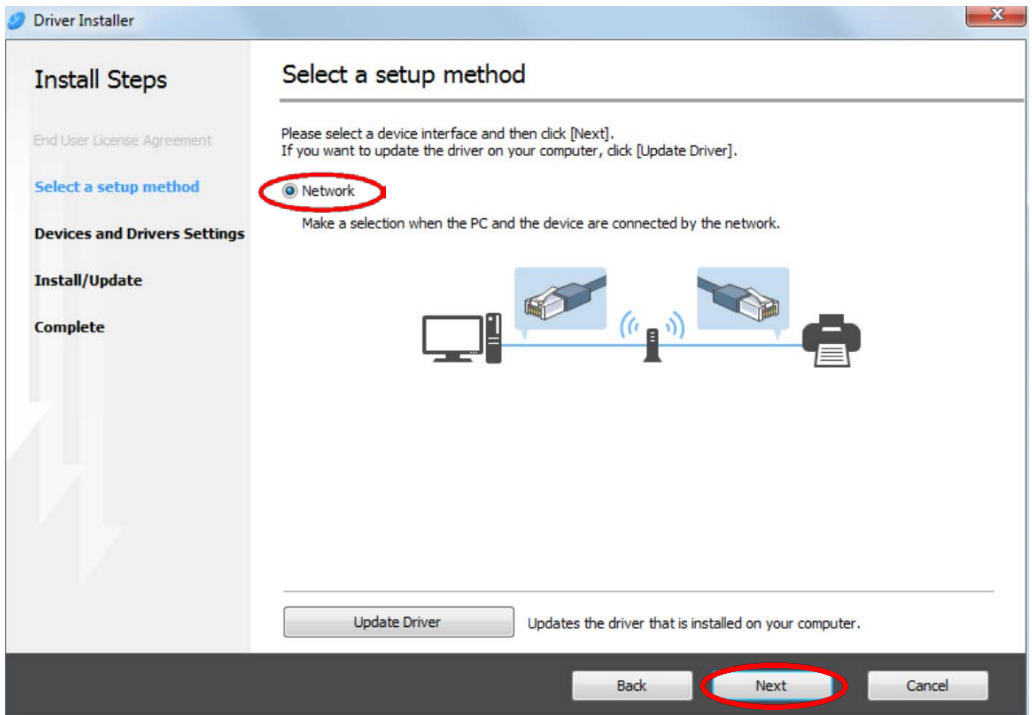 Driver Installer
x
Install Steps
End User License Agreement
Select a setup method
Devices and Drivers Settings
Install/Update
Complete
Select a setup method
Please select a device interface and then click [Next].
If you want to update the driver on your computer, click [Update Driver].
Network
Make a selection when the PC and the device are connected by the network.
Update Driver
Updates the driver that is installed on your computer.
Back
Next
Cancel